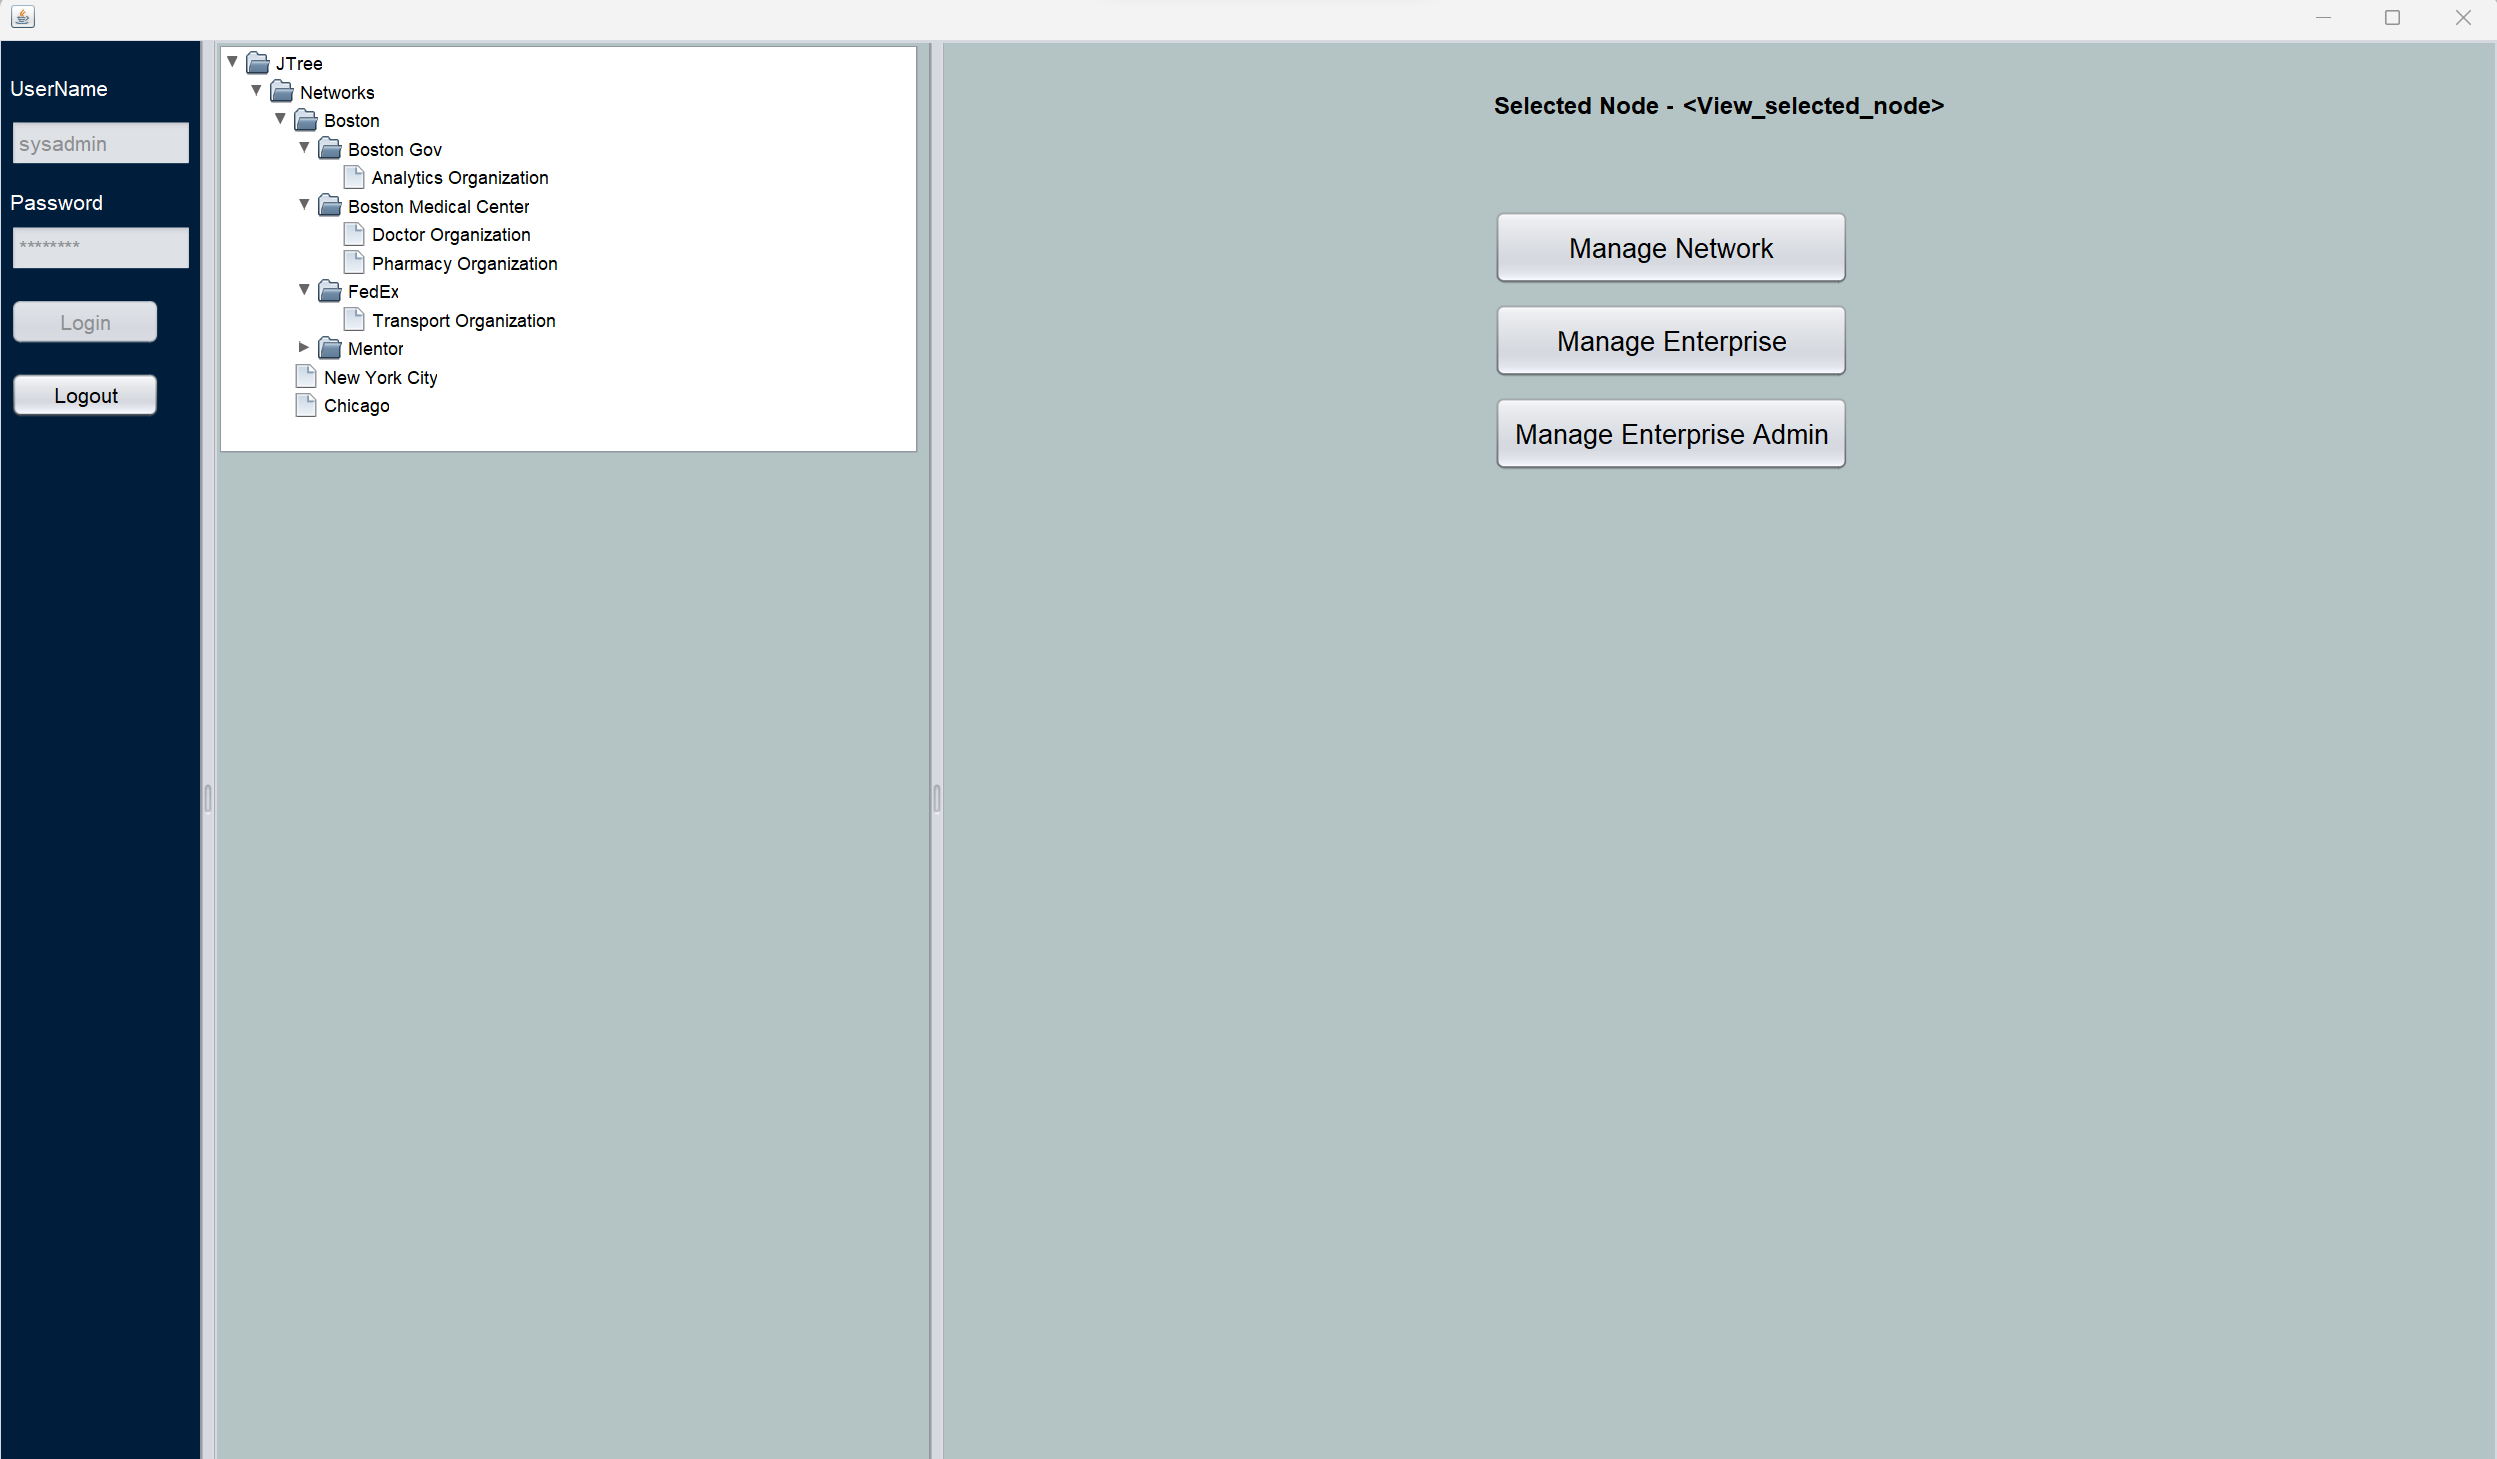 UserName
sysadmin
Password
********
Login
Logout
JTree
Networks
Boston
Boston Gov
Analytics Organization
Boston Medical Center
Doctor Organization
Pharmacy Organization
FedEx
Transport Organization
Mentor
New York City
Chicago
Selected Node - <View_selected_node>
Manage Network
Manage Enterprise
Manage Enterprise Admin